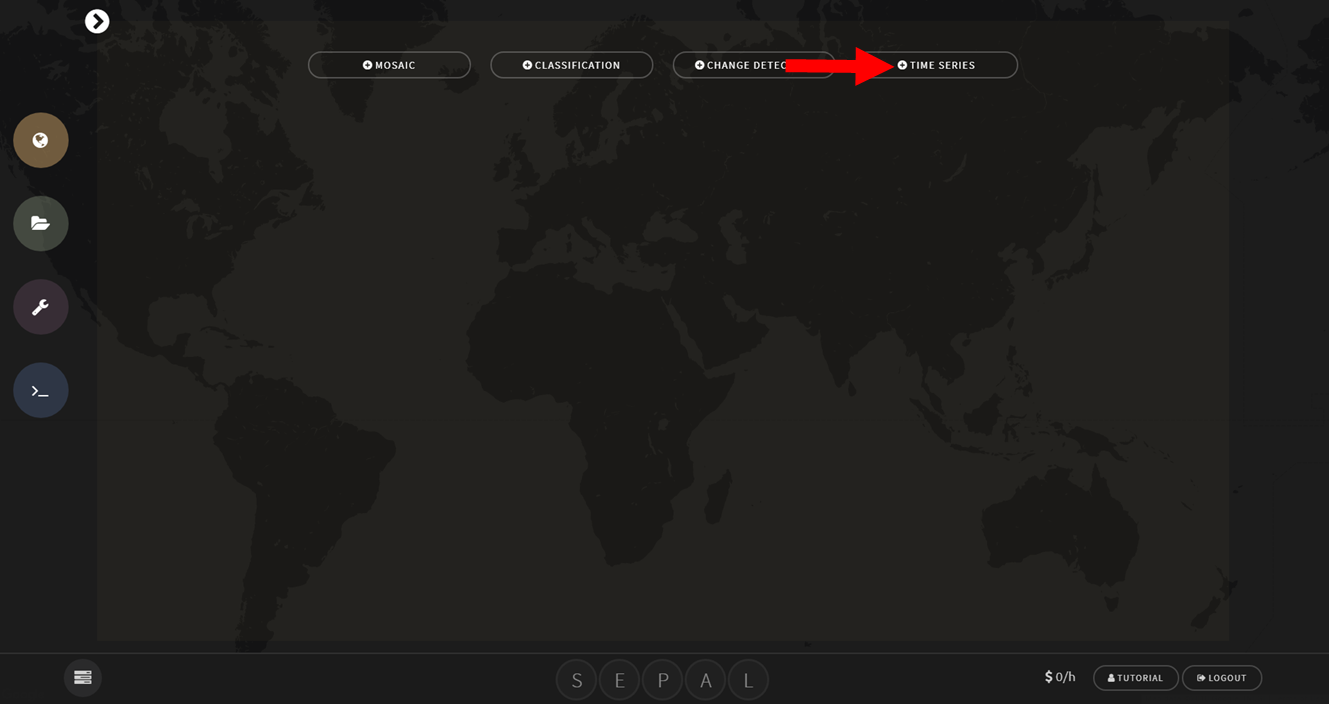 MOSAIC
CLASSIFICATION
CHANGE DETEC
TIME SERIES
>_
S E P A L
$ 0/h
TUTORIAL
LOGOUT